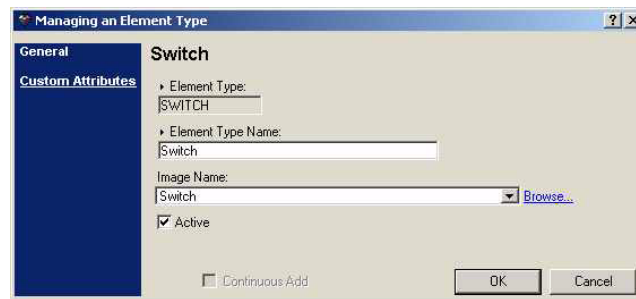 Managing an Element Type
General
Custom Attributes
Switch
Element Type:
SWITCH
Element Type Name:
Switch
Image Name:
Switch
Browse...
Active
Continuous Add
OK
Cancel